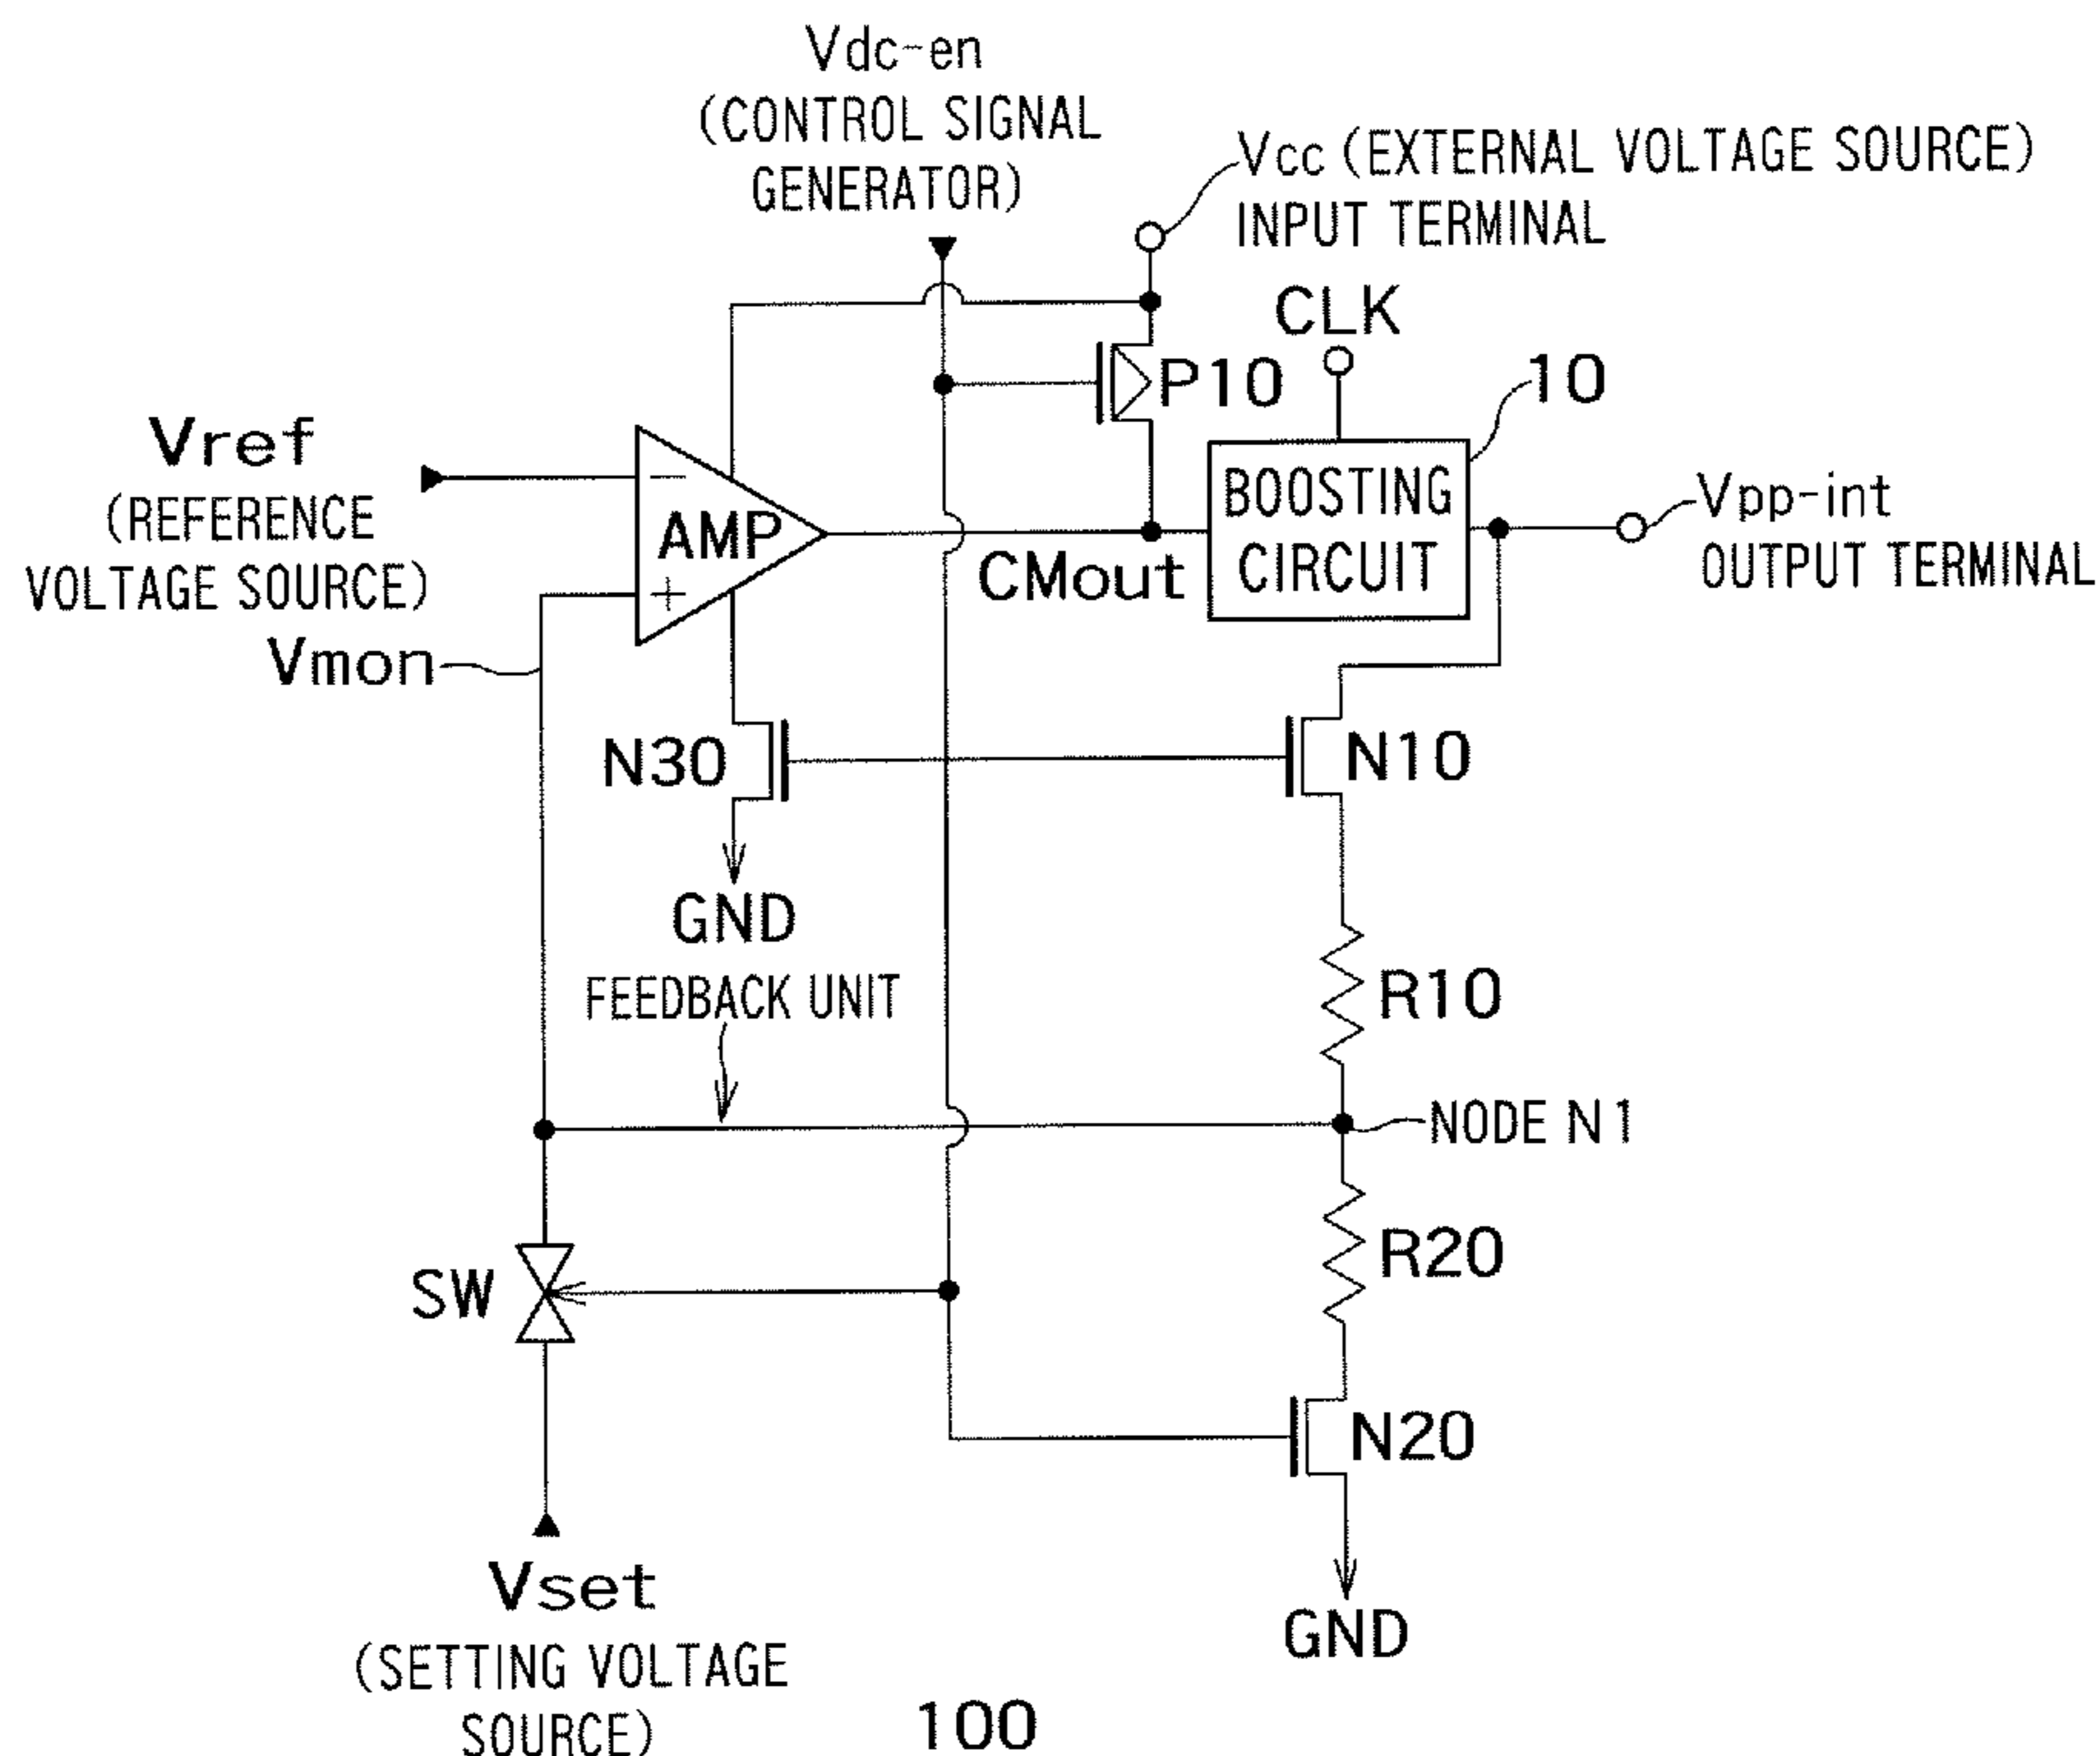 Vdc-en
(CONTROL SIGNAL
GENERATOR)
Vcc (EXTERNAL VOLTAGE SOURCE)
INPUT TERMINAL
CLK
P10
10
Vref
(REFERENCE
VOLTAGE SOURCE)
−
AMP
+
CMout
BOOSTING
CIRCUIT
Vpp-int
OUTPUT TERMINAL
Vmon
N30
N10
GND
FEEDBACK UNIT
R10
NODE N1
SW
R20
N20
Vset
(SETTING VOLTAGE
SOURCE)
GND
100